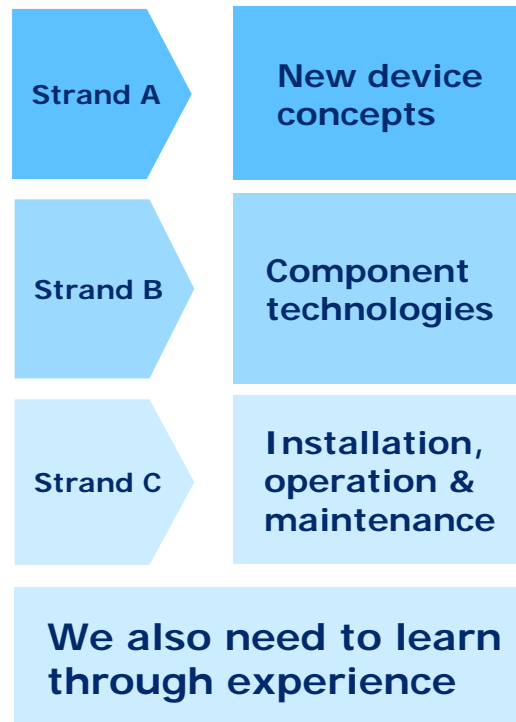 Strand A
New device
concepts
Strand B
Component
technologies
Strand C
Installation,
operation &
maintenance
We also need to learn
through experience